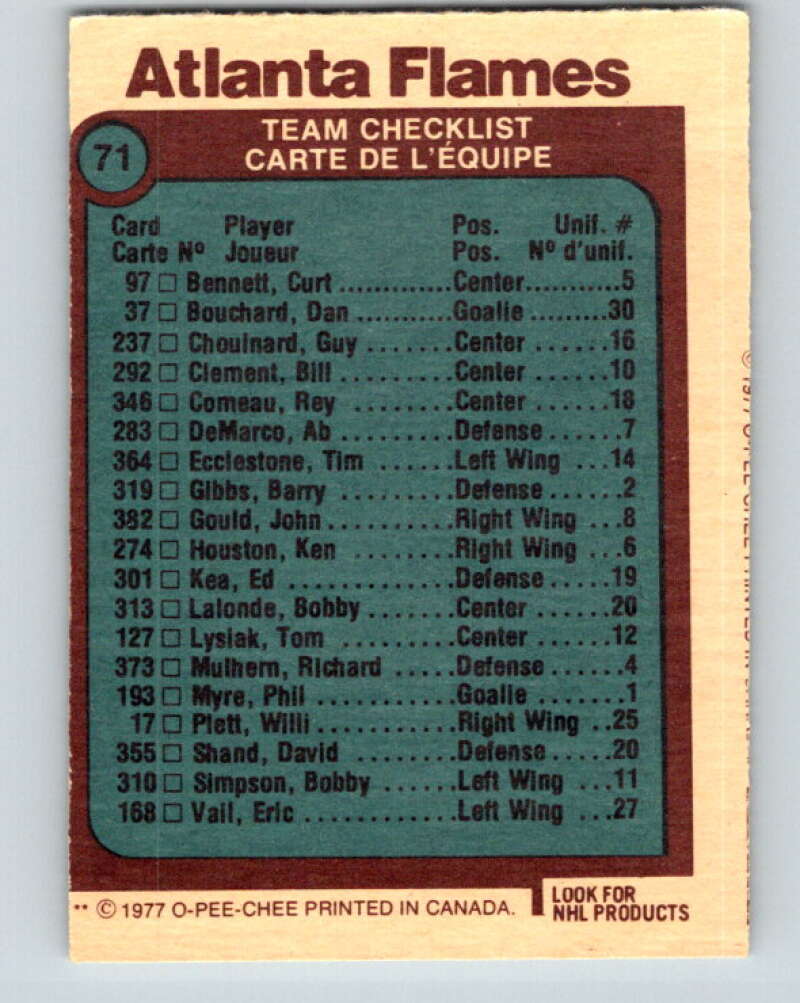 Atlanta Flames
71
TEAM CHECKLIST
CARTE DE L'ÉQUIPE
Card Player Pos. Unif. #
Carte Nº Joueur Pos. Nº d'unif.
97 □ Bennett, Curt ............Center...........5
37 □ Bouchard, Dan ..........Goalie .........30
237 □ Chouinard, Guy .......Center ......16
292 □ Clement, Bill ..........Center ......10
346 □ Comeau, Rey .........Center ......18
283 □ DeMarco, Ab .........Defense.....7
364 □ Ecclestone, Tim .......Left Wing ...14
319 □ Gibbs, Barry .........Defense......2
382 □ Gould, John...........Right Wing ...8
274 □ Houston, Ken .........Right Wing ...6
301 □ Kea, Ed .............Defense.....19
313 □ Lalonde, Bobby.......Center ......20
127 □ Lysiak, Tom .........Center ......12
373 □ Mulhern, Richard .....Defense......4
193 □ Myre, Phil ...........Goalie .......1
17 □ Plett, Willi...........Right Wing ..25
355 □ Shand, David ........Defense.....20
310 □ Simpson, Bobby ......Left Wing ...11
168 □ Vail, Eric ............Left Wing ...27
** © 1977 O-PEE-CHEE PRINTED IN CANADA.
LOOK FOR
NHL PRODUCTS